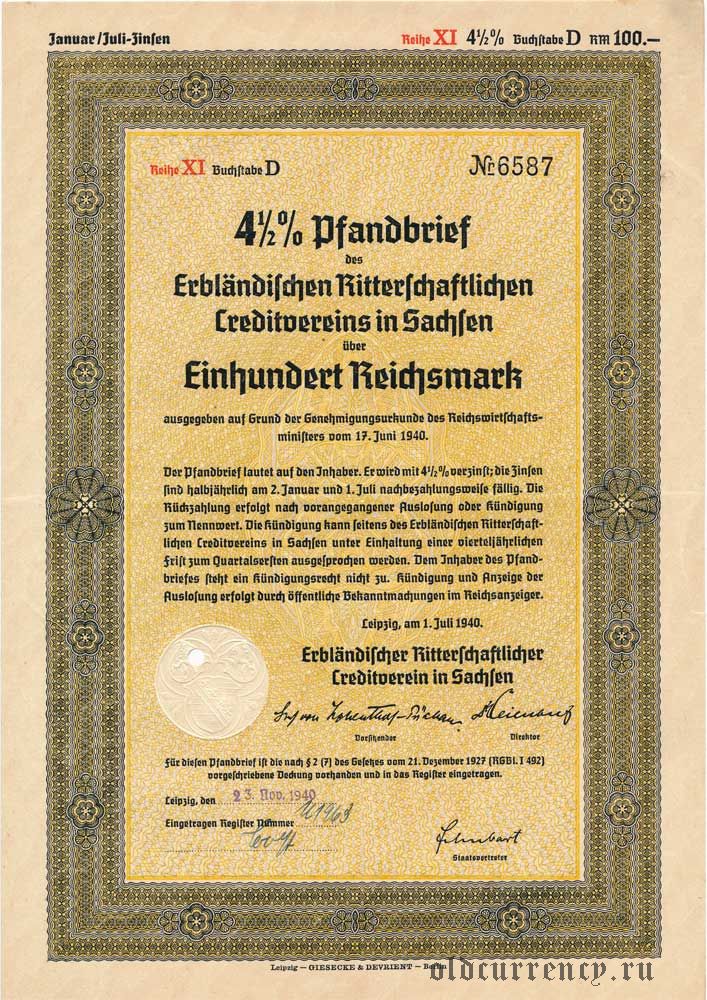 Januar/Juli-Zinsen Reihe XI 4½% Buchstabe D RM 100.—
Reihe XI Buchstabe D № 6587
4½% Pfandbrief
des
Erbländischen Ritterschaftlichen
Creditvereins in Sachsen
über
Einhundert Reichsmark
ausgegeben auf Grund der Genehmigungsurkunde des Reichswirtschafts-
ministers vom 17. Juni 1940.
Der Pfandbrief lautet auf den Inhaber. Er wird mit 4½% verzinst; die Zinsen
sind halbjährlich am 2. Januar und 1. Juli nachbezahlungsweise fällig. Die
Rückzahlung erfolgt nach vorangegangener Auslosung oder Kündigung
zum Nennwert. Die Kündigung kann seitens des Erbländischen Ritterschaft-
lichen Creditvereins in Sachsen unter Einhaltung einer vierteljährlichen
Frist zum Quartalsersten ausgesprochen werden. Dem Inhaber des Pfand-
briefes steht ein Kündigungsrecht nicht zu. Kündigung und Anzeige der
Auslosung erfolgt durch öffentliche Bekanntmachungen im Reichsanzeiger.
Leipzig, am 1. Juli 1940.
Erbländischer Ritterschaftlicher
Creditverein in Sachsen
Vorsitzender Direktor
Für diesen Pfandbrief ist die nach § 2 (7) des Gesetzes vom 21. Dezember 1927 (RGBl. I 492)
vorgeschriebene Deckung vorhanden und in das Register eingetragen.
Leipzig, den 23. Nov. 1940
Eingetragen Register Nummer
Staatsvertreter
Leipzig — GIESECKE & DEVRIENT — Berlin
oldcurrency.ru